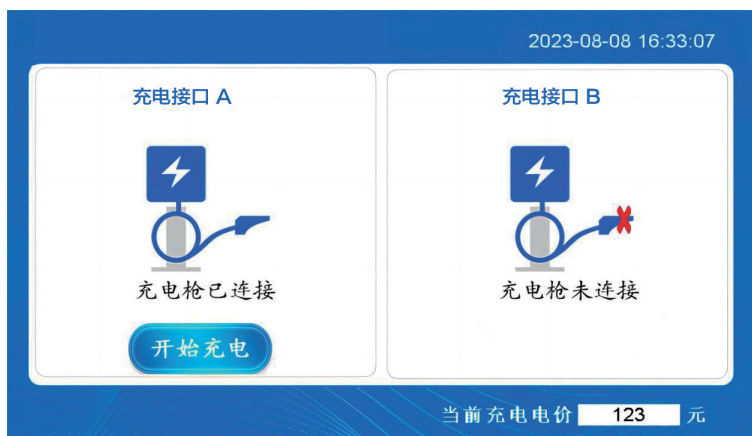 2023-08-08 16:33:07
充电接口 A
充电枪已连接
开始充电
充电接口 B
充电枪未连接
当前充电电价 123 元